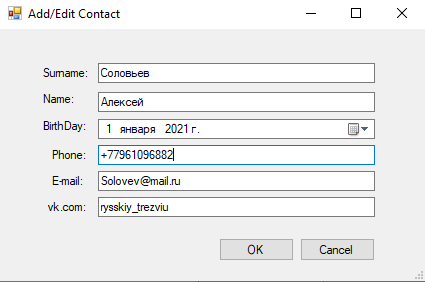 Add/Edit Contact
Surname: Соловьев
Name: Алексей
BirthDay: 1 января 2021 г.
Phone: +77961096882
E-mail: Solovev@mail.ru
vk.com: rysskiy_trezviu
OK Cancel